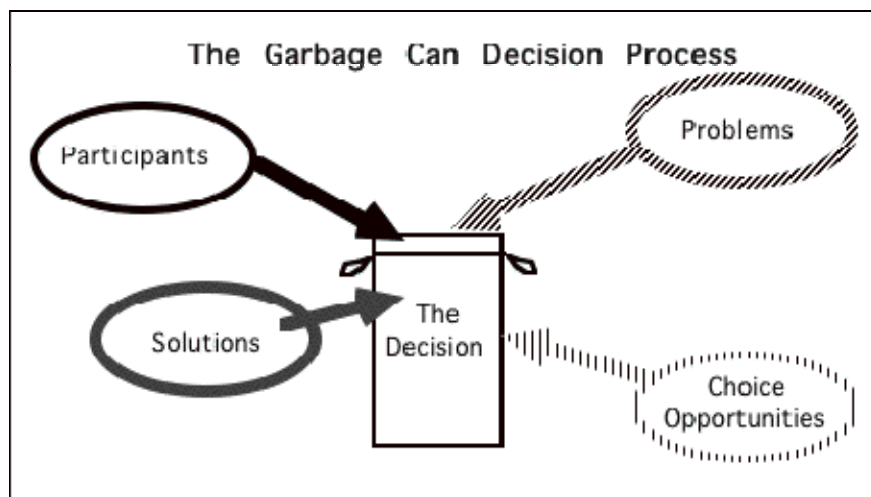 The Garbage Can Decision Process
Participants
Problems
Solutions
The
Decision
Choice
Opportunities